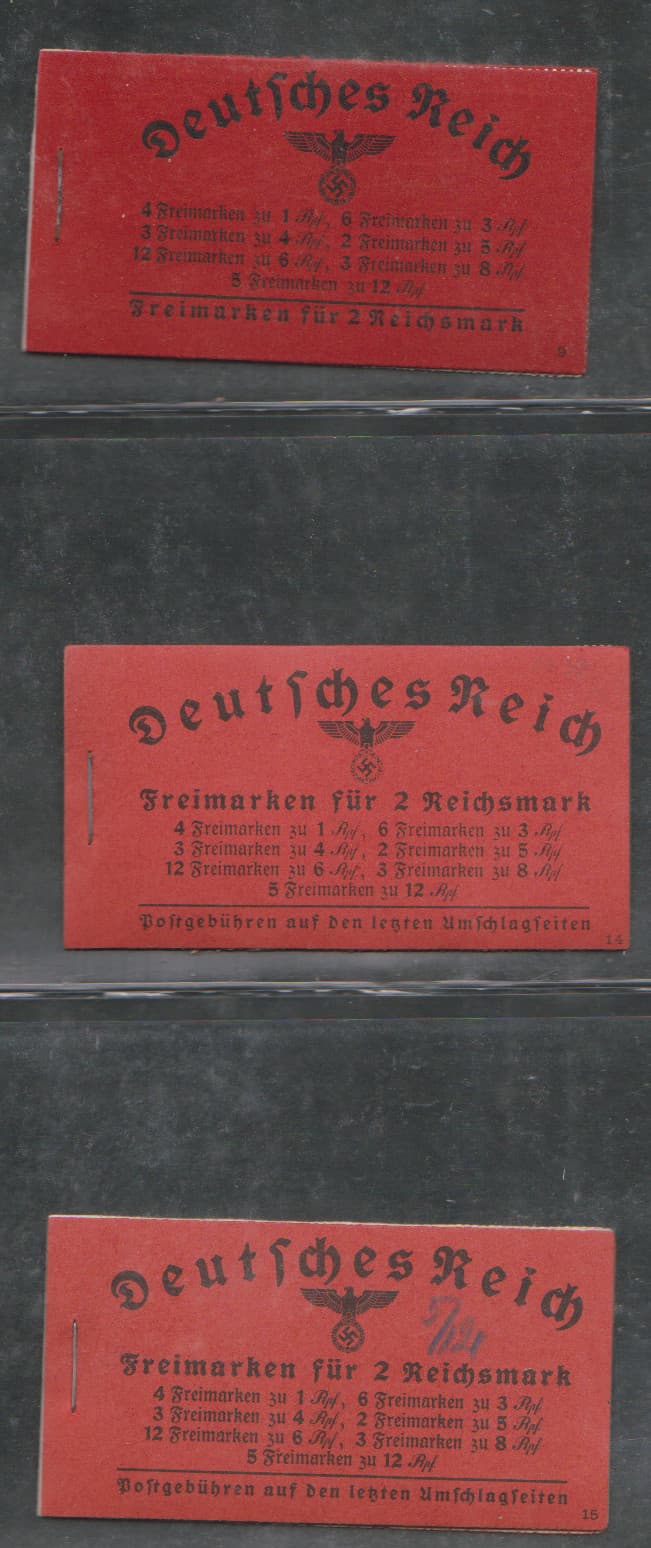 Deutsches Reich
4 Freimarken zu 1 Rpf, 6 Freimarken zu 3 Rpf
3 Freimarken zu 4 Rpf, 2 Freimarken zu 5 Rpf
12 Freimarken zu 6 Rpf, 3 Freimarken zu 8 Rpf
5 Freimarken zu 12 Rpf
Freimarken für 2 Reichsmark
9
Deutsches Reich
Freimarken für 2 Reichsmark
4 Freimarken zu 1 Rpf, 6 Freimarken zu 3 Rpf
3 Freimarken zu 4 Rpf, 2 Freimarken zu 5 Rpf
12 Freimarken zu 6 Rpf, 3 Freimarken zu 8 Rpf
5 Freimarken zu 12 Rpf
Postgebühren auf den letzten Umschlagseiten
14
Deutsches Reich
Freimarken für 2 Reichsmark
4 Freimarken zu 1 Rpf, 6 Freimarken zu 3 Rpf
3 Freimarken zu 4 Rpf, 2 Freimarken zu 5 Rpf
12 Freimarken zu 6 Rpf, 3 Freimarken zu 8 Rpf
5 Freimarken zu 12 Rpf
Postgebühren auf den letzten Umschlagseiten
15